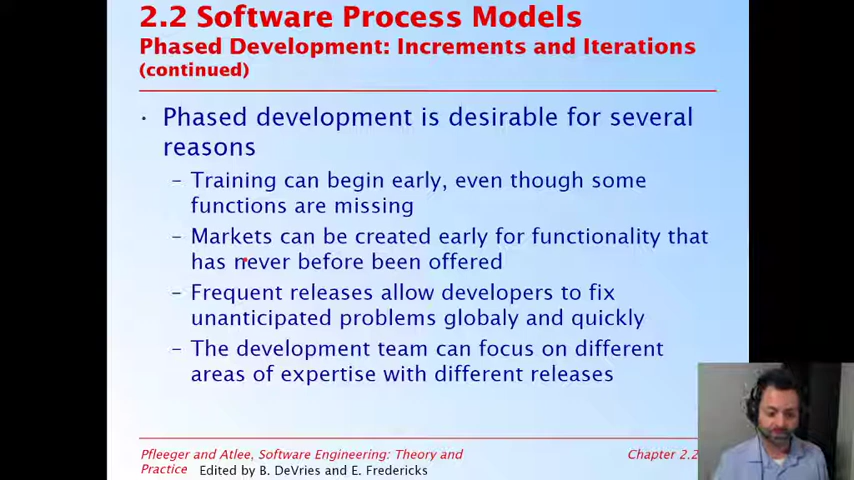 2.2 Software Process Models
Phased Development: Increments and Iterations
(continued)
· Phased development is desirable for several
reasons
– Training can begin early, even though some
functions are missing
– Markets can be created early for functionality that
has never before been offered
– Frequent releases allow developers to fix
unanticipated problems globaly and quickly
– The development team can focus on different
areas of expertise with different releases
Pfleeger and Atlee, Software Engineering: Theory and
Practice Edited by B. DeVries and E. Fredericks
Chapter 2.2